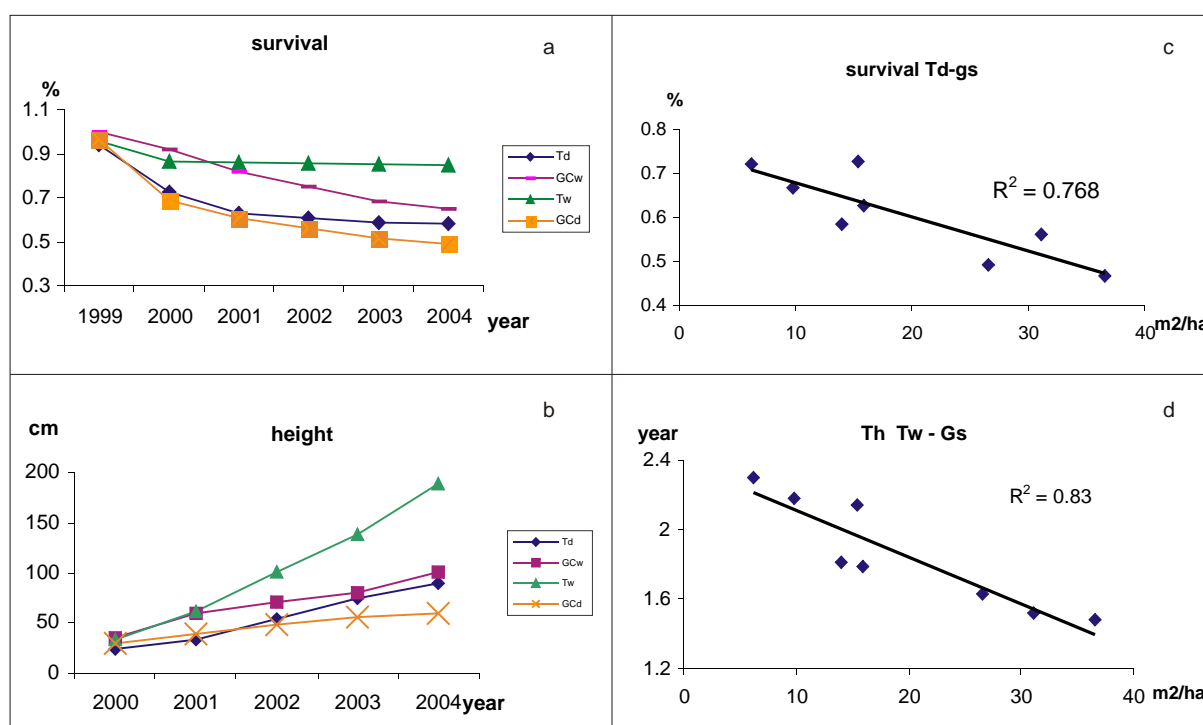 a
survival
%
1.1
0.9
0.7
0.5
0.3
1999 2000 2001 2002 2003 2004 year
Td
GCw
Tw
GCd
c
survival Td-gs
%
0.8
0.7
0.6
0.5
0.4
R2 = 0.768
0 10 20 30 40 m2/ha
b
height
cm
200
150
100
50
0
2000 2001 2002 2003 2004 year
Td
GCw
Tw
GCd
d
Th Tw - Gs
year
2.4
2
1.6
1.2
R2 = 0.83
0 10 20 30 40 m2/ha